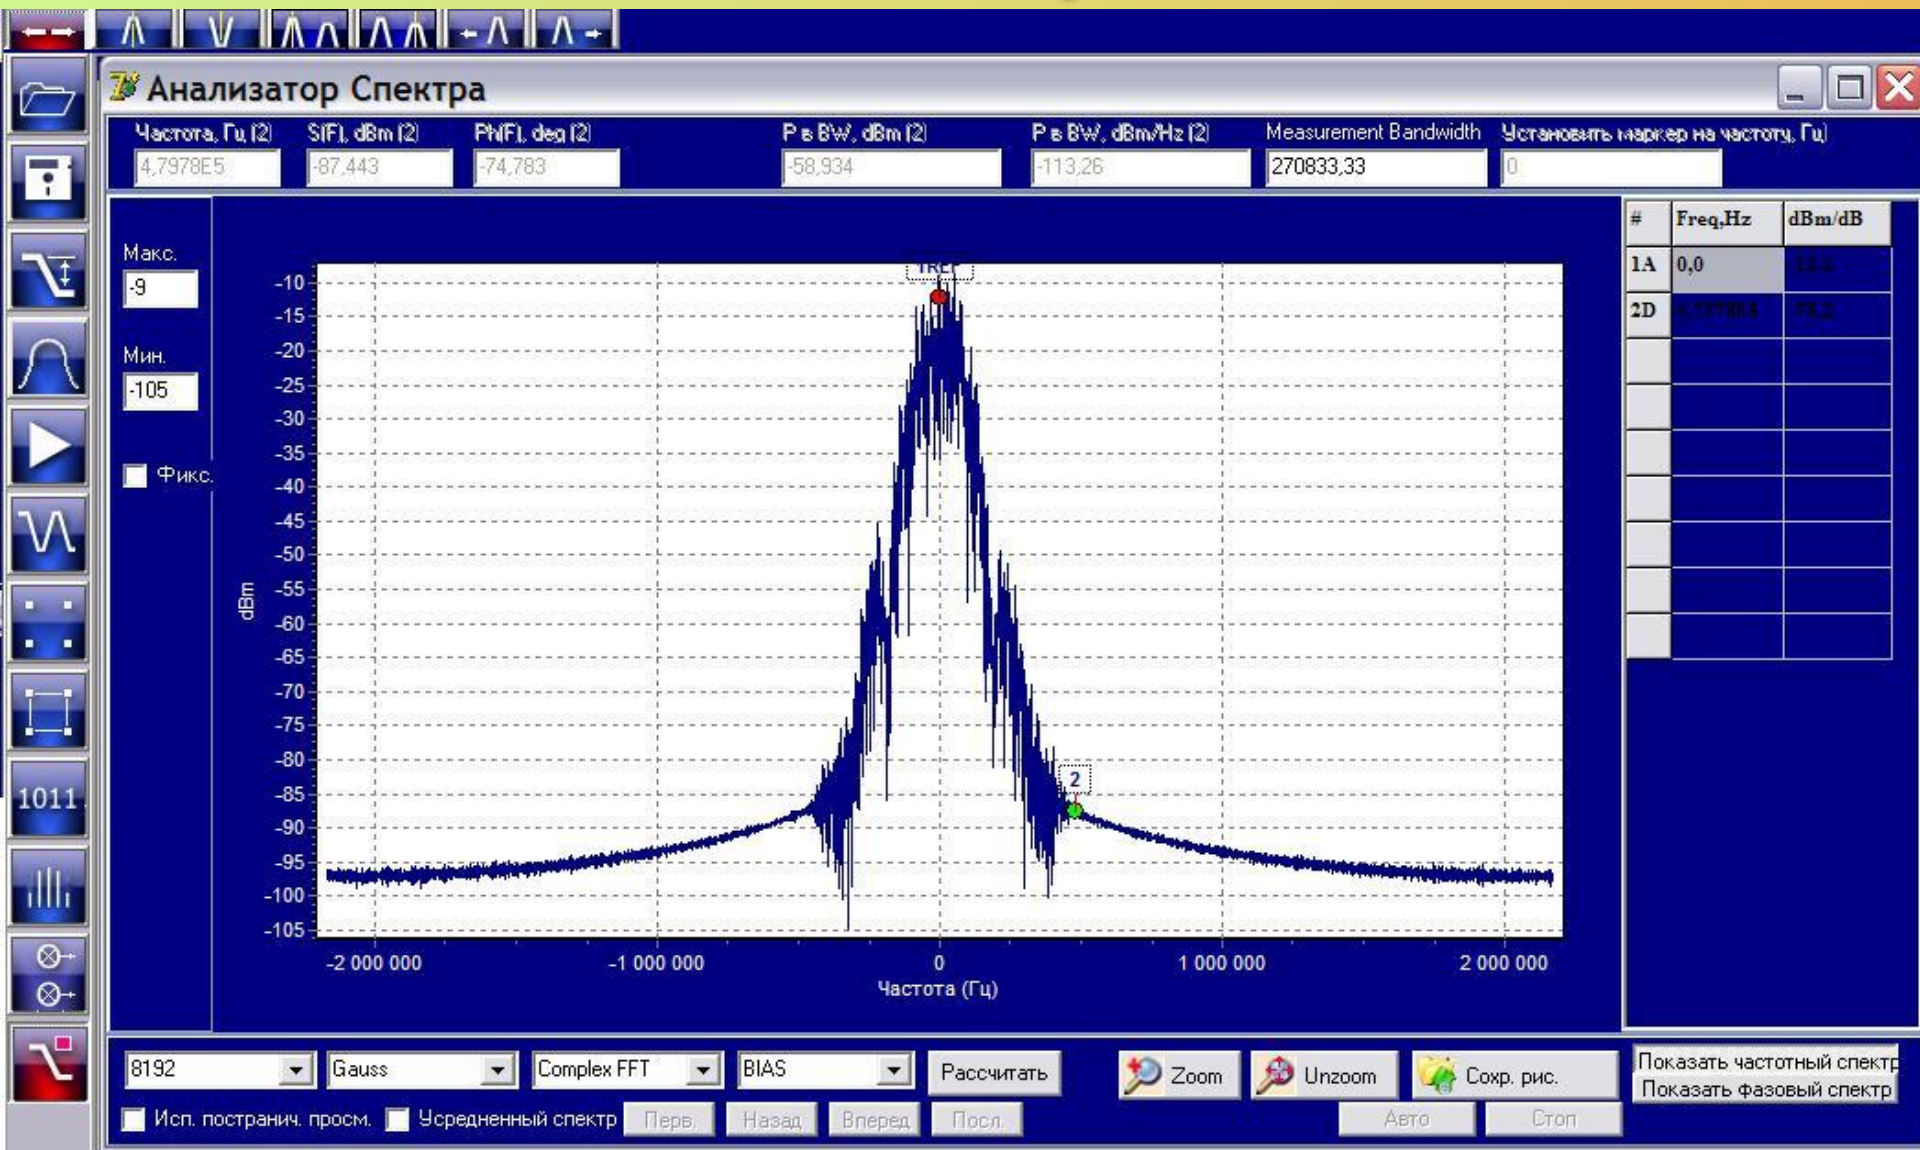 Анализатор Спектра
Частота, Гц (2) S(F), dBm (2) Ph(F), deg (2) P в BW, dBm (2) P в BW, dBm/Hz (2) Measurement Bandwidth Установить маркер на частоту, Гц)
4,7978E5 -87,443 -74,783 -58,934 -113,26 270833,33 0
# Freq,Hz dBm/dB
1A 0,0
2D
Макс.
-9
Мин.
-105
Фикс.
1REF
2
-10
-15
-20
-25
-30
-35
-40
-45
-50
-55
-60
-65
-70
-75
-80
-85
-90
-95
-100
-105
dBm
-2 000 000 -1 000 000 0 1 000 000 2 000 000
Частота (Гц)
1011
8192 Gauss Complex FFT BIAS Рассчитать Zoom Unzoom Сохр. рис. Показать частотный спектр
Показать фазовый спектр
Исп. постранич. просм. Усредненный спектр Перв. Назад Вперед Посл. Авто Стоп